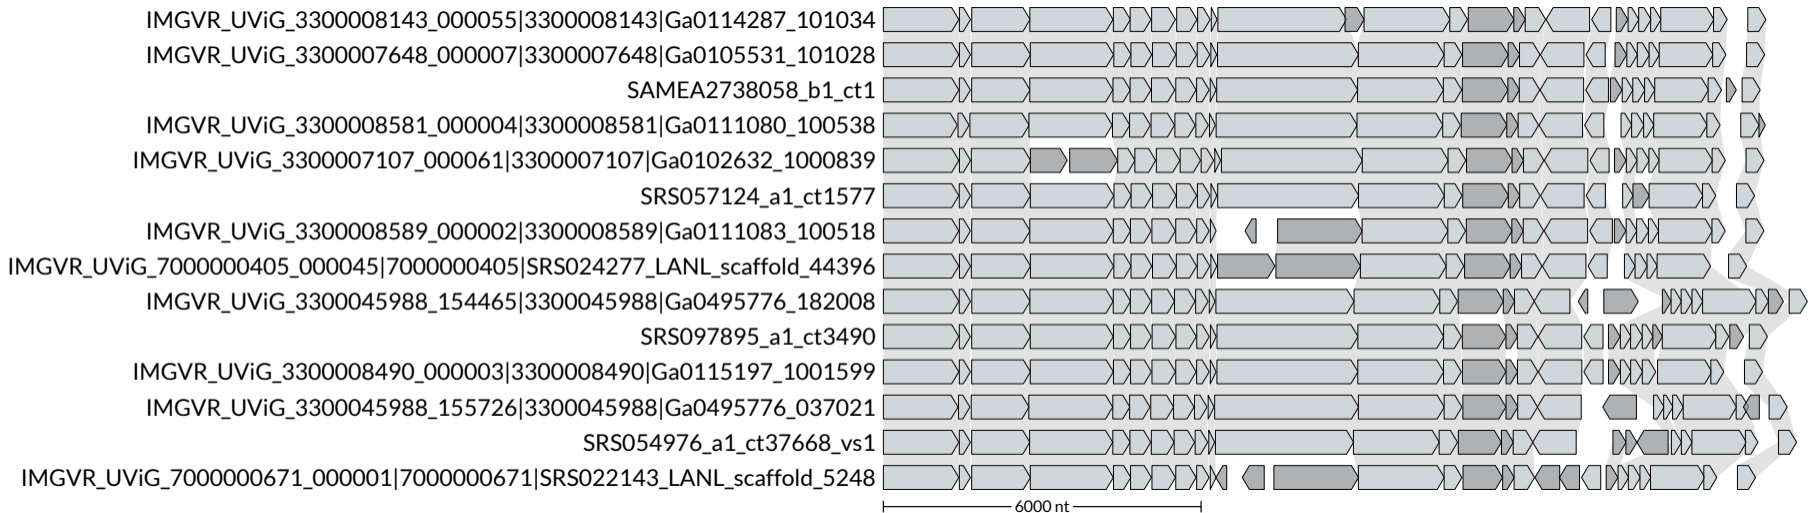 IMGVR_UViG_3300008143_000055|3300008143|Ga0114287_101034
IMGVR_UViG_3300007648_000007|3300007648|Ga0105531_101028
SAMEA2738058_b1_ct1
IMGVR_UViG_3300008581_000004|3300008581|Ga0111080_100538
IMGVR_UViG_3300007107_000061|3300007107|Ga0102632_1000839
SRS057124_a1_ct1577
IMGVR_UViG_3300008589_000002|3300008589|Ga0111083_100518
IMGVR_UViG_7000000405_000045|7000000405|SRS024277_LANL_scaffold_44396
IMGVR_UViG_3300045988_154465|3300045988|Ga0495776_182008
SRS097895_a1_ct3490
IMGVR_UViG_3300008490_000003|3300008490|Ga0115197_1001599
IMGVR_UViG_3300045988_155726|3300045988|Ga0495776_037021
SRS054976_a1_ct37668_vs1
IMGVR_UViG_7000000671_000001|7000000671|SRS022143_LANL_scaffold_5248
6000 nt